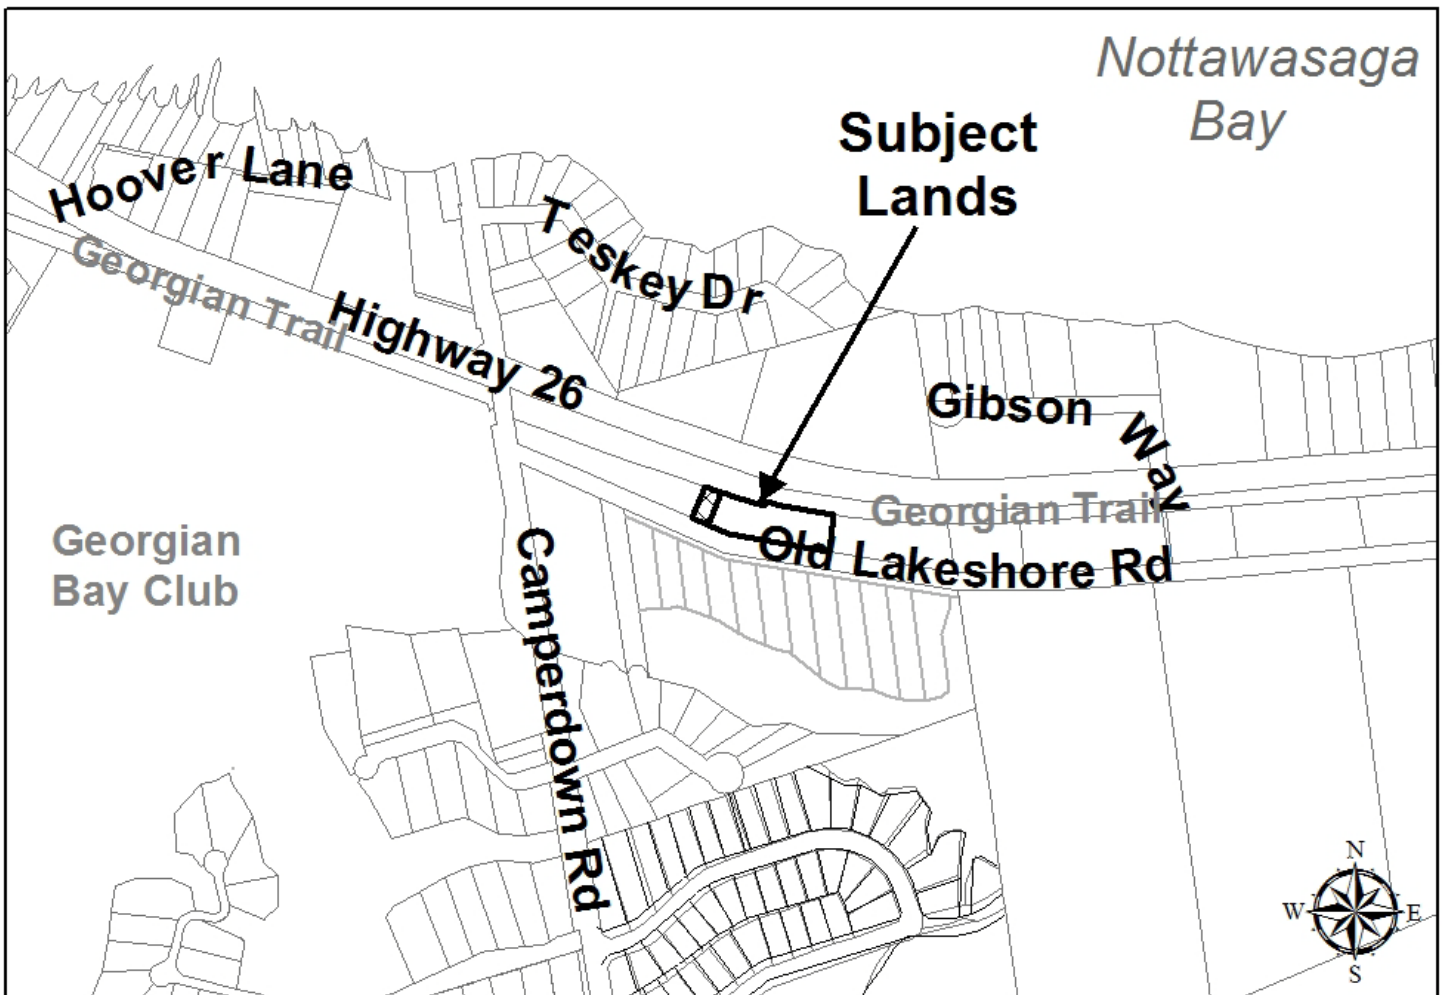 Nottawasaga
Bay
Subject
Lands
Hoover Lane
Teskey Dr
Georgian Trail
Highway 26
Gibson Way
Georgian Trail
Old Lakeshore Rd
Georgian
Bay Club
Camperdown Rd
N
W E
S